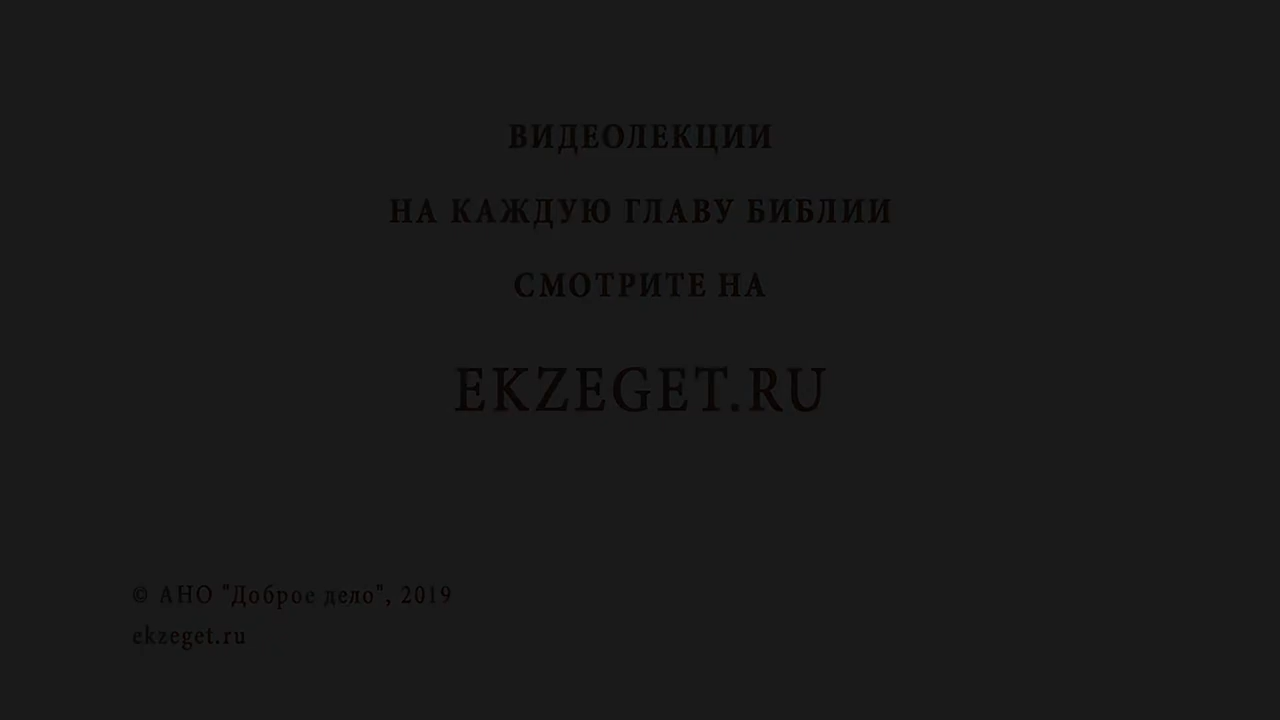 ВИДЕОЛЕКЦИИ
НА КАЖДУЮ ГЛАВУ БИБЛИИ
СМОТРИТЕ НА
EKZEGET.RU
© АНО "Доброе дело", 2019
ekzeget.ru